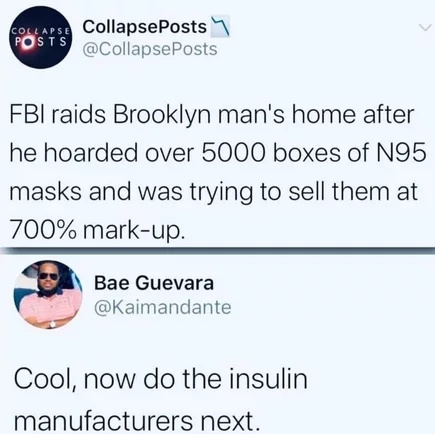 COLLAPSE
POSTS
CollapsePosts
@CollapsePosts
FBI raids Brooklyn man's home after
he hoarded over 5000 boxes of N95
masks and was trying to sell them at
700% mark-up.
Bae Guevara
@Kaimandante
Cool, now do the insulin
manufacturers next.